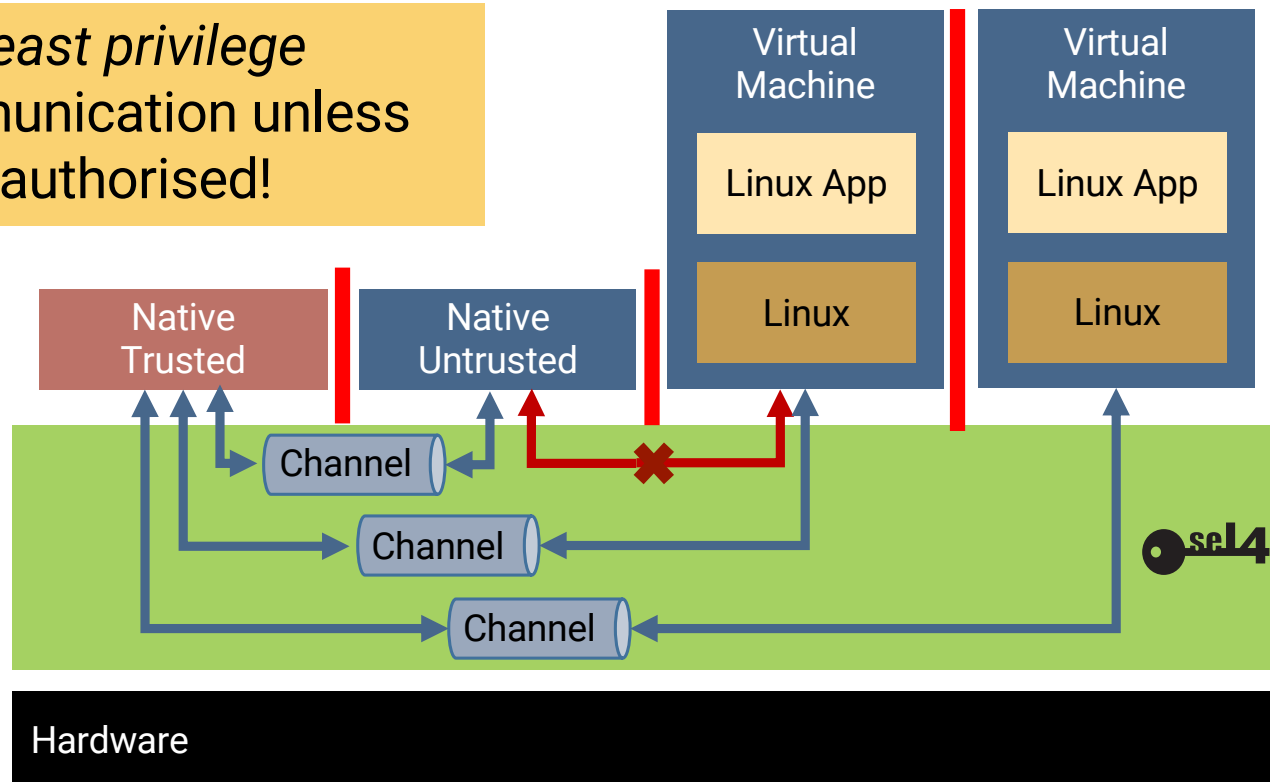 east privilege
unication unless
authorised!
Virtual
Machine
Linux App
Linux
Virtual
Machine
Linux App
Linux
Native
Trusted
Native
Untrusted
Channel
Channel
Channel
seL4
Hardware